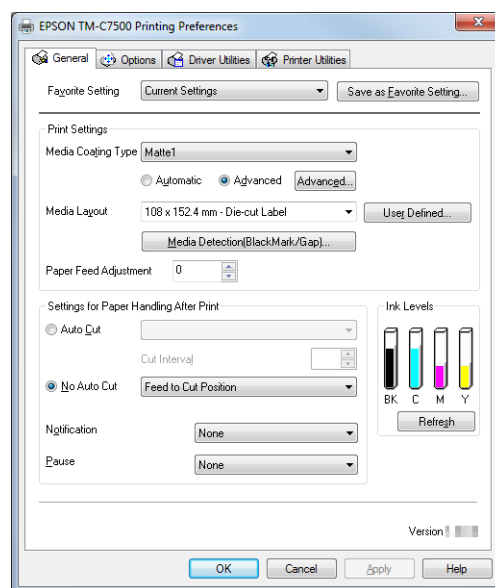 EPSON TM-C7500 Printing Preferences
General Options Driver Utilities Printer Utilities
Favorite Setting Current Settings Save as Favorite Setting...
Print Settings
Media Coating Type Matte1
Automatic Advanced Advanced...
Media Layout 108 x 152.4 mm - Die-cut Label User Defined...
Media Detection(BlackMark/Gap)...
Paper Feed Adjustment 0
Settings for Paper Handling After Print Ink Levels
Auto Cut
Cut Interval
No Auto Cut Feed to Cut Position
BK C M Y
Refresh
Notification None
Pause None
Version
OK Cancel Apply Help